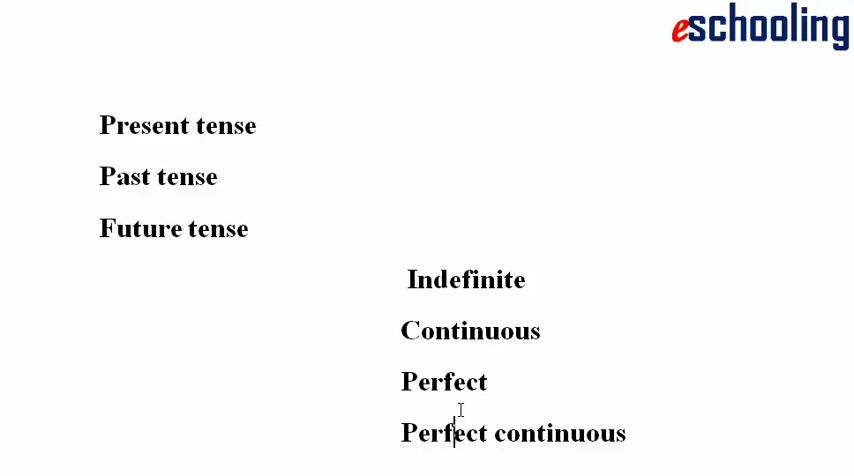 eschooling
Present tense
Past tense
Future tense
Indefinite
Continuous
Perfect
Perfect continuous